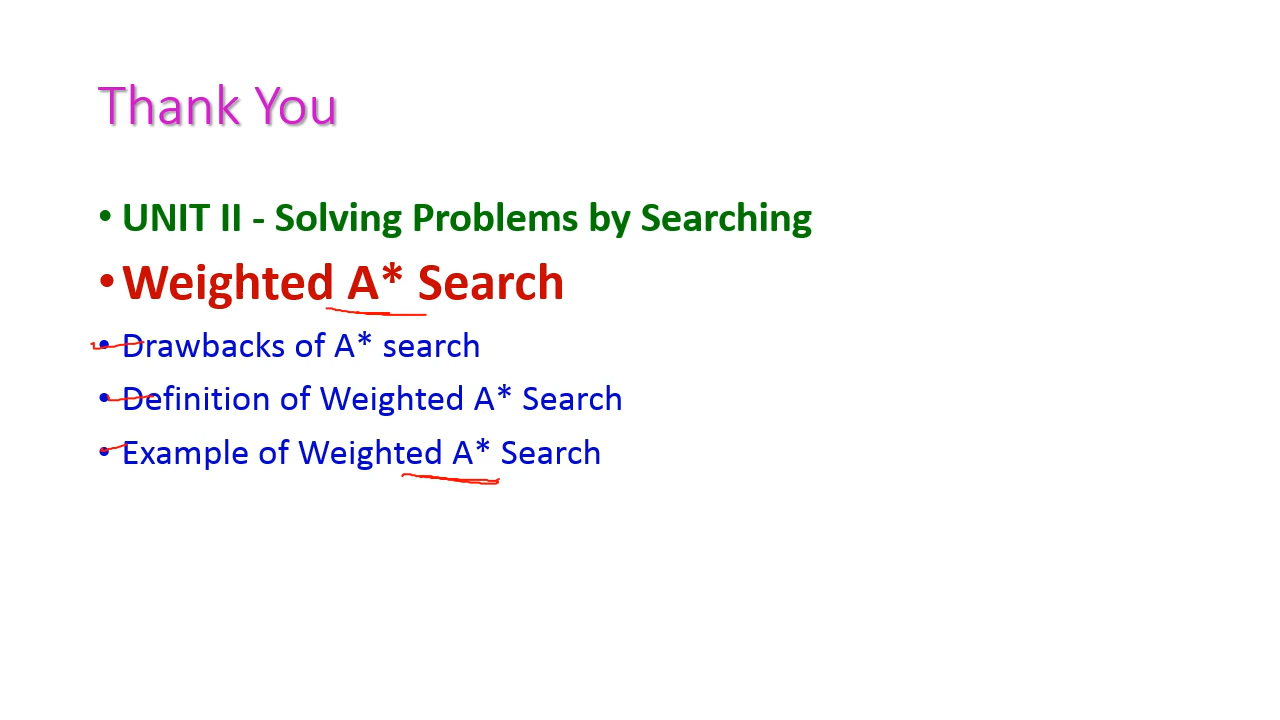 Thank You
• UNIT II - Solving Problems by Searching
• Weighted A* Search
• Drawbacks of A* search
• Definition of Weighted A* Search
• Example of Weighted A* Search